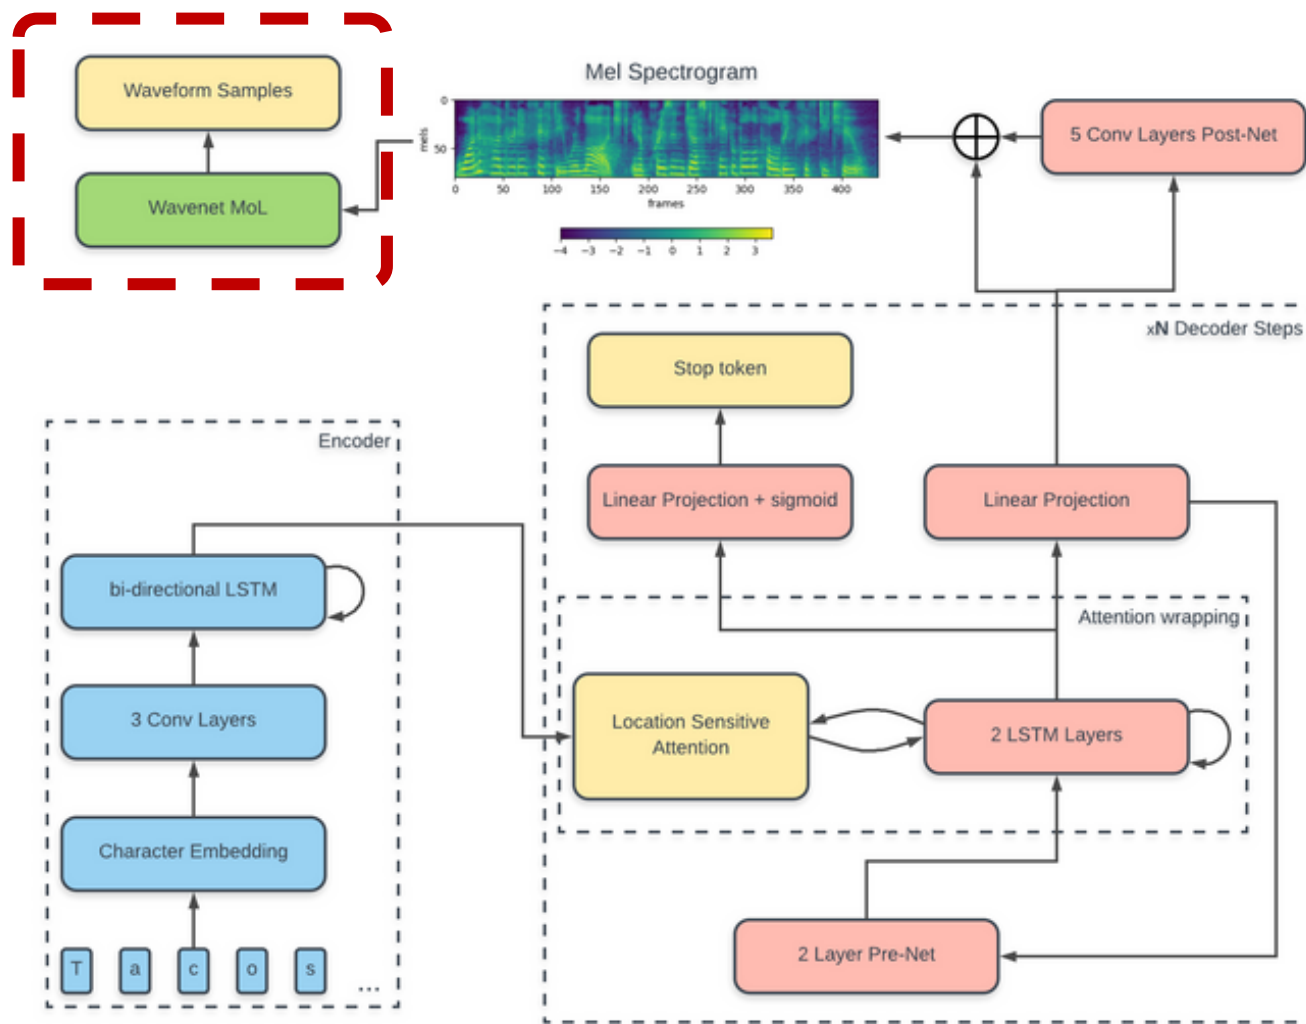 Waveform Samples
Wavenet MoL
Mel Spectrogram
mels
0
50
0 50 100 150 200 250 300 350 400
frames
−4 −3 −2 −1 0 1 2 3
5 Conv Layers Post-Net
xN Decoder Steps
Stop token
Linear Projection + sigmoid
Linear Projection
Attention wrapping
Location Sensitive
Attention
2 LSTM Layers
2 Layer Pre-Net
Encoder
bi-directional LSTM
3 Conv Layers
Character Embedding
T a c o s ...